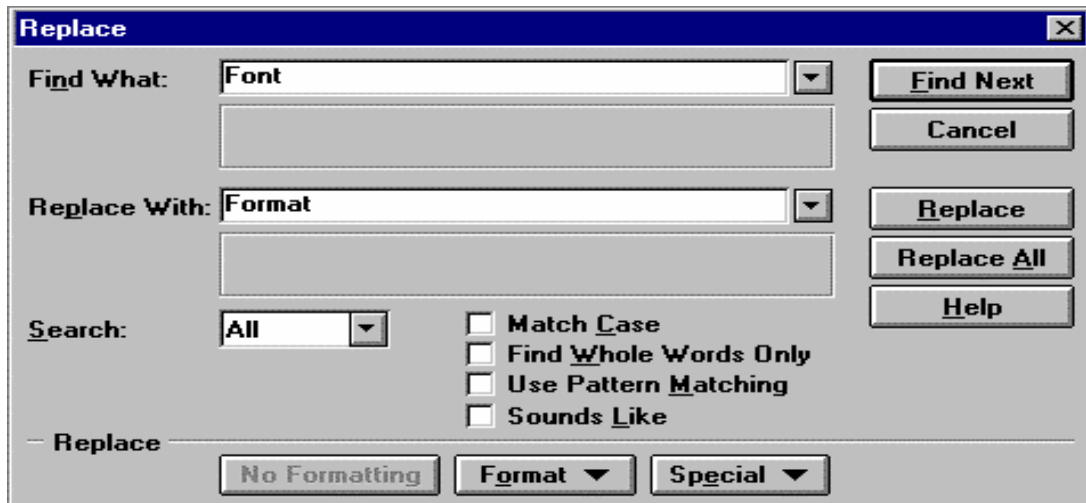 Replace
Find What: Font Find Next
Cancel
Replace With: Format Replace
Replace All
Help
Search: All Match Case
Find Whole Words Only
Use Pattern Matching
Sounds Like
Replace
No Formatting Format Special